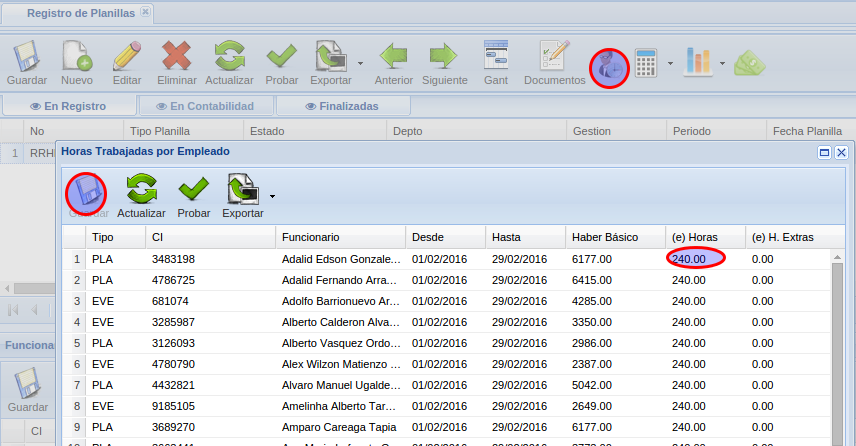 Registro de Planillas
Guardar Nuevo Editar Eliminar Actualizar Probar Exportar Anterior Siguiente Gant Documentos
En Registro En Contabilidad Finalizadas
No Tipo Planilla Estado Depto Gestion Periodo Fecha Planilla
1 RRH
Horas Trabajadas por Empleado
Guardar Actualizar Probar Exportar
Tipo CI Funcionario Desde Hasta Haber Básico (e) Horas (e) H. Extras
1 PLA 3483198 Adalid Edson Gonzale... 01/02/2016 29/02/2016 6177.00 240.00 0.00
2 PLA 4786725 Adalid Fernando Arra... 01/02/2016 29/02/2016 6415.00 240.00 0.00
3 EVE 681074 Adolfo Barrionuevo Ar... 01/02/2016 29/02/2016 4285.00 240.00 0.00
4 EVE 3285987 Alberto Calderon Alva... 01/02/2016 29/02/2016 3350.00 240.00 0.00
5 PLA 3126093 Alberto Vasquez Ordo... 01/02/2016 29/02/2016 2986.00 240.00 0.00
6 EVE 4780790 Alex Wilzon Matienzo ... 01/02/2016 29/02/2016 2387.00 240.00 0.00
7 PLA 4432821 Alvaro Manuel Ugalde... 01/02/2016 29/02/2016 5042.00 240.00 0.00
8 EVE 9185105 Amelinha Alberto Tar... 01/02/2016 29/02/2016 2649.00 240.00 0.00
9 PLA 3689270 Amparo Careaga Tapia 01/02/2016 29/02/2016 6177.00 240.00 0.00
Funciona
Guardar
CI